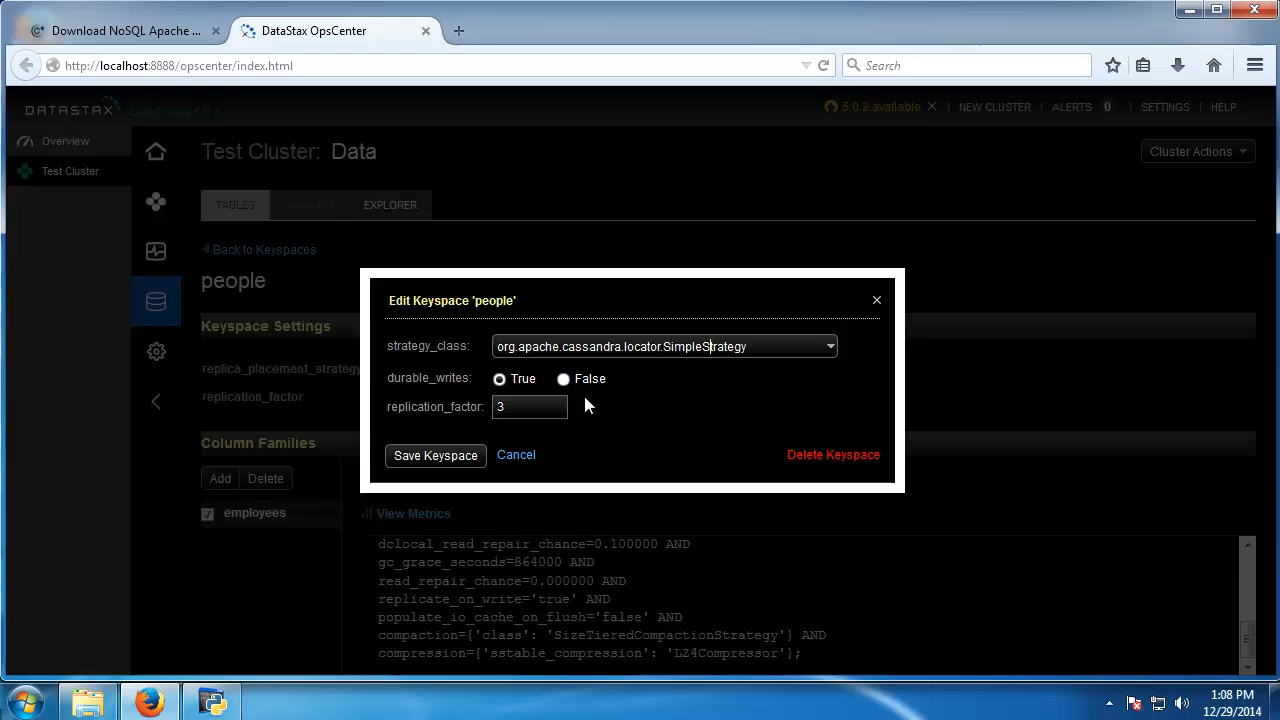 Download NoSQL Apache ...
DataStax OpsCenter
http://localhost:8888/opscenter/index.html
Search
DATASTAX
5.0.2 available
NEW CLUSTER
ALERTS 0
SETTINGS
HELP
Overview
Test Cluster
Test Cluster: Data
Cluster Actions
TABLES
EXPLORER
Back to Keyspaces
people
Keyspace Settings
replica_placement_strategy
replication_factor
Edit Keyspace 'people'
strategy_class: org.apache.cassandra.locator.SimpleStrategy
durable_writes: True False
replication_factor: 3
Save Keyspace Cancel Delete Keyspace
Column Families
Add Delete
employees
View Metrics
dclocal_read_repair_chance=0.100000 AND
gc_grace_seconds=864000 AND
read_repair_chance=0.000000 AND
replicate_on_write='true' AND
populate_io_cache_on_flush='false' AND
compaction={'class': 'SizeTieredCompactionStrategy'} AND
compression={'sstable_compression': 'LZ4Compressor'};
1:08 PM
12/29/2014